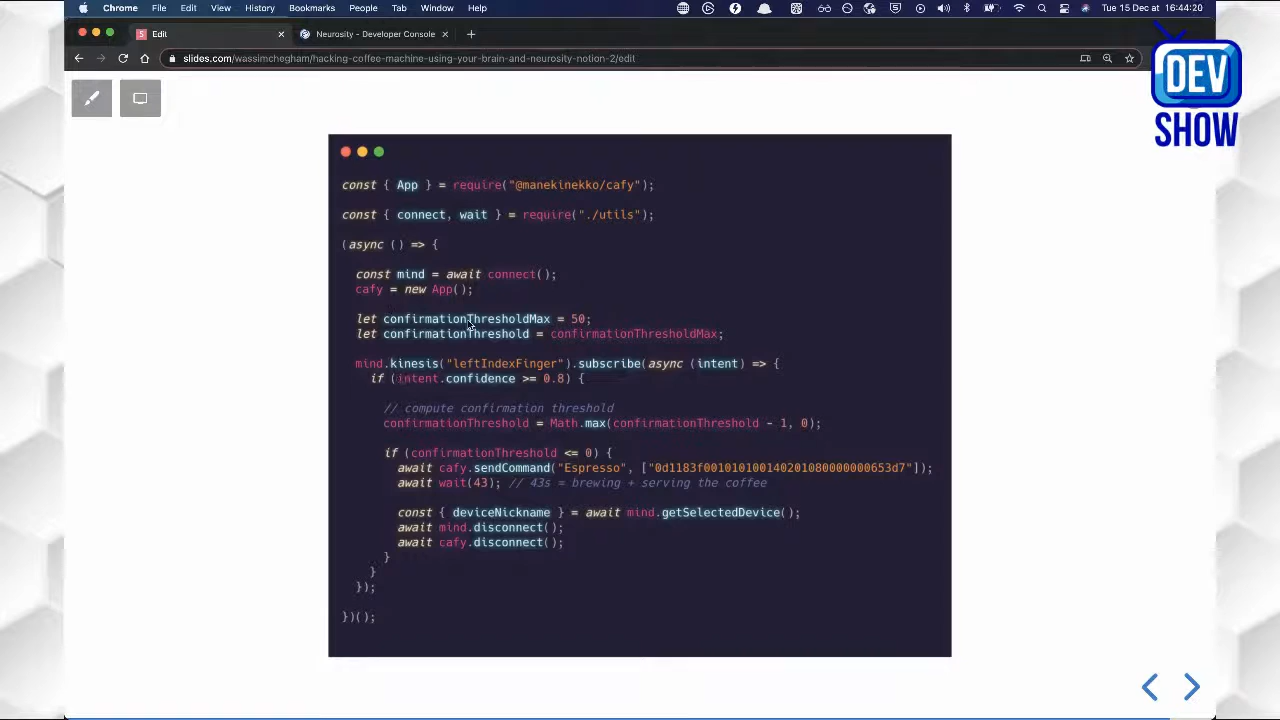 Chrome File Edit View History Bookmarks People Tab Window Help Tue 15 Dec at 16:44:20
Edit
Neurosity - Developer Console
slides.com/wassimchegham/hacking-coffee-machine-using-your-brain-and-neurosity-notion-2/edit
DEV
SHOW
const { App } = require("@manekinekko/cafy");
const { connect, wait } = require("./utils");
(async () => {
const mind = await connect();
cafy = new App();
let confirmationThresholdMax = 50;
let confirmationThreshold = confirmationThresholdMax;
mind.kinesis("leftIndexFinger").subscribe(async (intent) => {
if (intent.confidence >= 0.8) {
// compute confirmation threshold
confirmationThreshold = Math.max(confirmationThreshold - 1, 0);
if (confirmationThreshold <= 0) {
await cafy.sendCommand("Espresso", ["0d1183f0010101001402010800000000653d7"]);
await wait(43); // 43s = brewing + serving the coffee
const { deviceNickname } = await mind.getSelectedDevice();
await mind.disconnect();
await cafy.disconnect();
}
}
});
})();